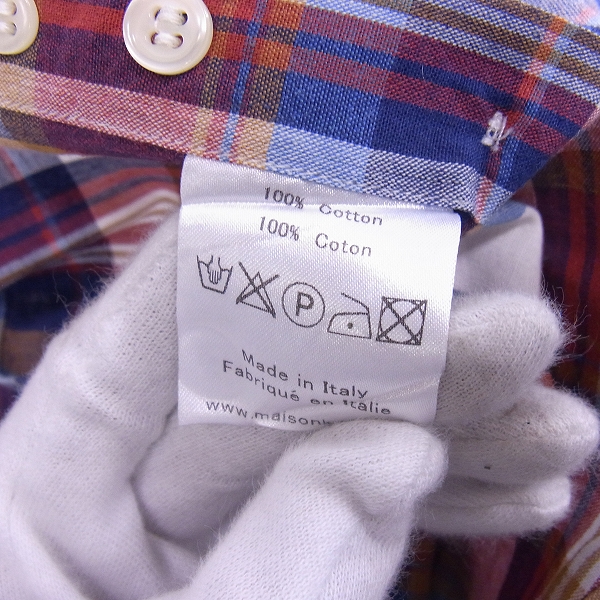 100% Cotton
100% Coton
P
Made in Italy
Fabriqué en Italie